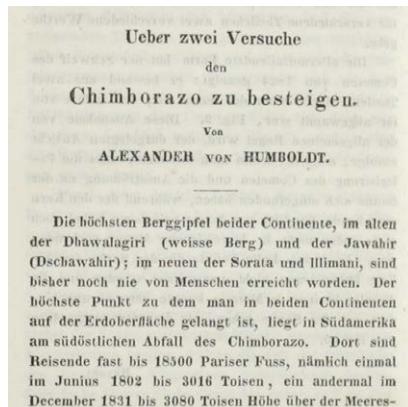 Ueber zwei Versuche
den
Chimborazo zu besteigen.
Von
ALEXANDER VON HUMBOLDT.
Die höchsten Berggipfel beider Continente, im alten
der Dhawalagiri (weisse Berg) und der Jawahir
(Dschawahir); im neuen der Sorata und Illimani, sind
bisher noch nie von Menschen erreicht worden. Der
höchste Punkt zu dem man in beiden Continenten
auf der Erdoberfläche gelangt ist, liegt in Südamerika
am südöstlichen Abfall des Chimborazo. Dort sind
Reisende fast bis 18500 Pariser Fuss, nämlich einmal
im Junius 1802 bis 3016 Toisen, ein andermal im
December 1831 bis 3080 Toisen Höhe über der Meeres-